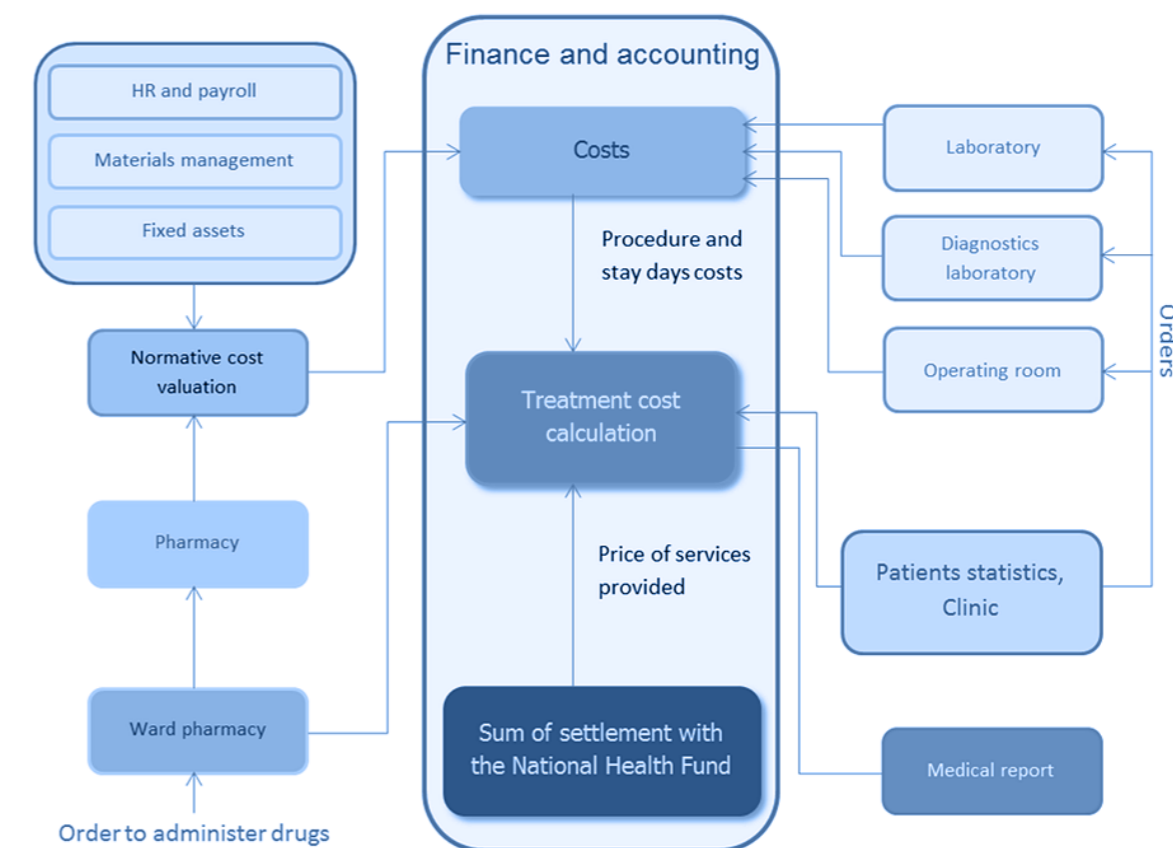 Finance and accounting
HR and payroll
Materials management
Fixed assets
Costs
Laboratory
Diagnostics
laboratory
Operating room
Orders
Procedure and
stay days costs
Normative cost
valuation
Treatment cost
calculation
Pharmacy
Price of services
provided
Patients statistics,
Clinic
Ward pharmacy
Sum of settlement with
the National Health Fund
Medical report
Order to administer drugs